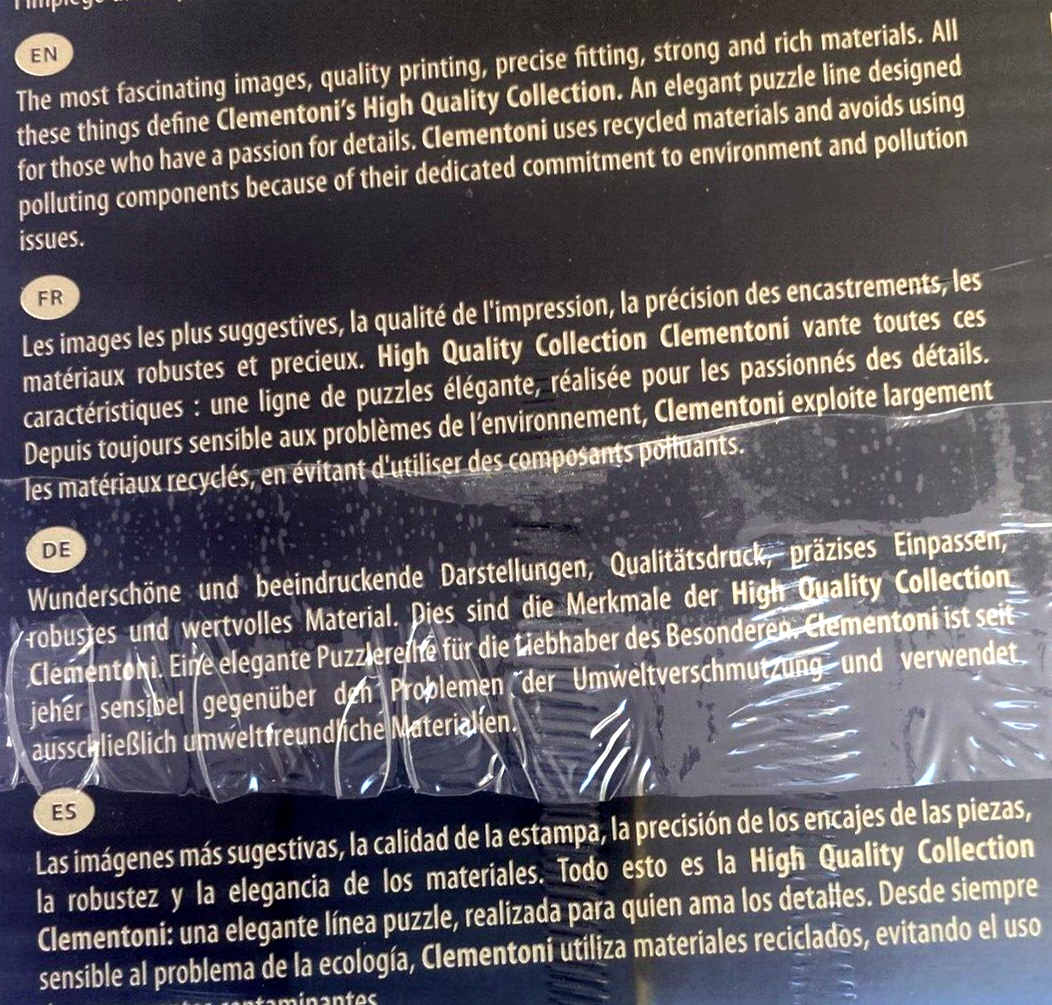 l'impiego
EN
The most fascinating images, quality printing, precise fitting, strong and rich materials. All
these things define Clementoni's High Quality Collection. An elegant puzzle line designed
for those who have a passion for details. Clementoni uses recycled materials and avoids using
polluting components because of their dedicated commitment to environment and pollution
issues.
FR
Les images les plus suggestives, la qualité de l'impression, la précision des encastrements, les
matériaux robustes et precieux. High Quality Collection Clementoni vante toutes ces
caractéristiques : une ligne de puzzles élégante, réalisée pour les passionnés des détails.
Depuis toujours sensible aux problèmes de l'environnement, Clementoni exploite largement
les matériaux recyclés, en évitant d'utiliser des composants polluants.
DE
Wunderschöne und beeindruckende Darstellungen, Qualitätsdruck, präzises Einpassen,
robustes und wertvolles Material. Dies sind die Merkmale der High Quality Collection
Clementoni. Eine elegante Puzzlereihe für die Liebhaber des Besonderen. Clementoni ist seit
jeher sensibel gegenüber den Problemen der Umweltverschmutzung und verwendet
ausschließlich umweltfreundliche Materialien.
ES
Las imágenes más sugestivas, la calidad de la estampa, la precisión de los encajes de las piezas,
la robustez y la elegancia de los materiales. Todo esto es la High Quality Collection
Clementoni: una elegante línea puzzle, realizada para quien ama los detalles. Desde siempre
sensible al problema de la ecología, Clementoni utiliza materiales reciclados, evitando el uso
contaminantes